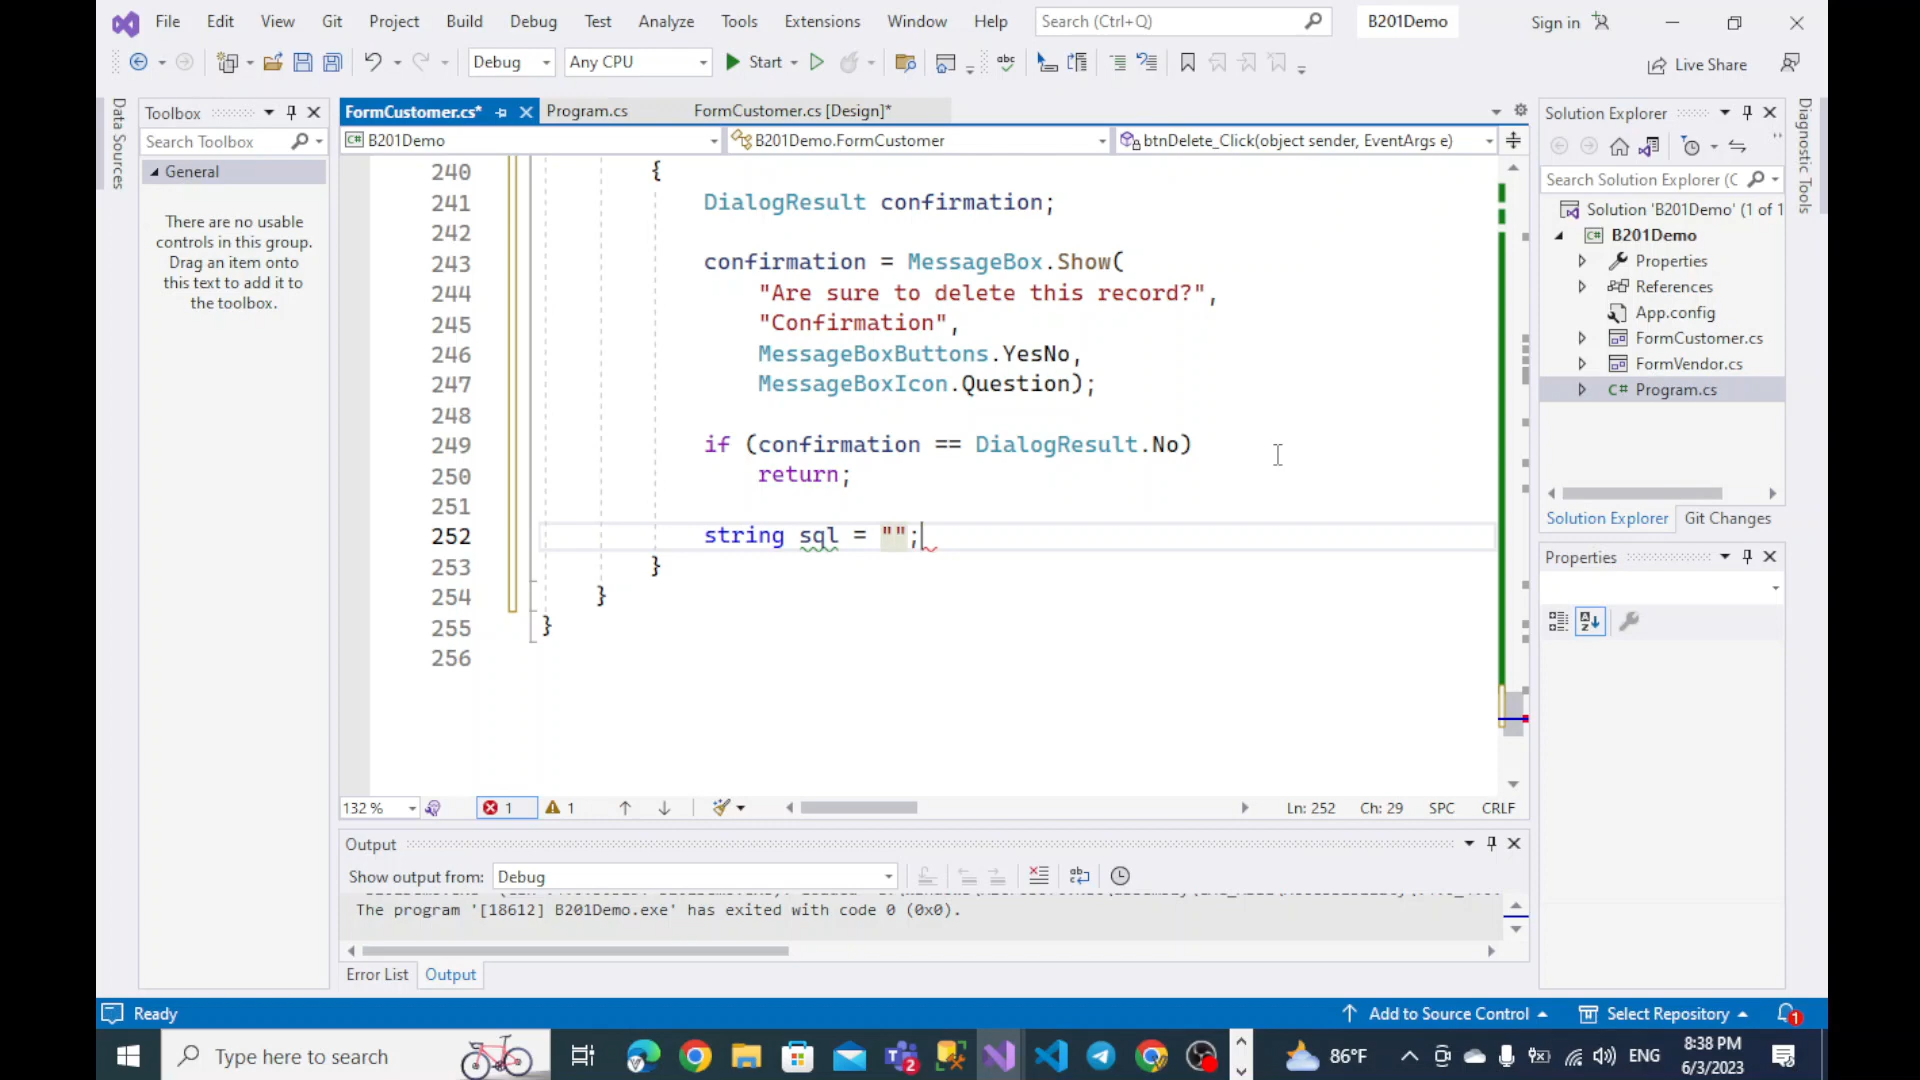 File Edit View Git Project Build Debug Test Analyze Tools Extensions Window Help Search (Ctrl+Q) B201Demo Sign in
Debug Any CPU Start Live Share
Data Sources
Toolbox
Search Toolbox
General
There are no usable
controls in this group.
Drag an item onto
this text to add it to
the toolbox.
FormCustomer.cs* Program.cs FormCustomer.cs [Design]*
B201Demo B201Demo.FormCustomer btnDelete_Click(object sender, EventArgs e)
240 {
241 DialogResult confirmation;
242
243 confirmation = MessageBox.Show(
244 "Are sure to delete this record?",
245 "Confirmation",
246 MessageBoxButtons.YesNo,
247 MessageBoxIcon.Question);
248
249 if (confirmation == DialogResult.No)
250 return;
251
252 string sql = "";
253 }
254 }
255 }
256
132 % 1 1 Ln: 252 Ch: 29 SPC CRLF
Output
Show output from: Debug
The program '[18612] B201Demo.exe' has exited with code 0 (0x0).
Error List Output
Solution Explorer
Search Solution Explorer (C
Solution 'B201Demo' (1 of 1
C# B201Demo
Properties
References
App.config
FormCustomer.cs
FormVendor.cs
C# Program.cs
Solution Explorer Git Changes
Properties
Diagnostic Tools
Ready Add to Source Control Select Repository 1
Type here to search 2 86°F ENG 8:38 PM
6/3/2023